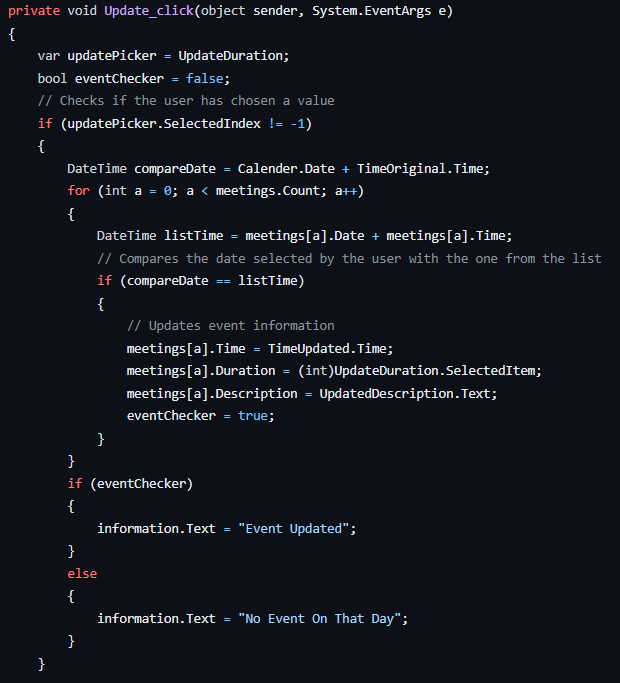 private void Update_click(object sender, System.EventArgs e)
{
    var updatePicker = UpdateDuration;
    bool eventChecker = false;
    // Checks if the user has chosen a value
    if (updatePicker.SelectedIndex != -1)
    {
        DateTime compareDate = Calender.Date + TimeOriginal.Time;
        for (int a = 0; a < meetings.Count; a++)
        {
            DateTime listTime = meetings[a].Date + meetings[a].Time;
            // Compares the date selected by the user with the one from the list
            if (compareDate == listTime)
            {
                // Updates event information
                meetings[a].Time = TimeUpdated.Time;
                meetings[a].Duration = (int)UpdateDuration.SelectedItem;
                meetings[a].Description = UpdatedDescription.Text;
                eventChecker = true;
            }
        }
        if (eventChecker)
        {
            information.Text = "Event Updated";
        }
        else
        {
            information.Text = "No Event On That Day";
        }
    }